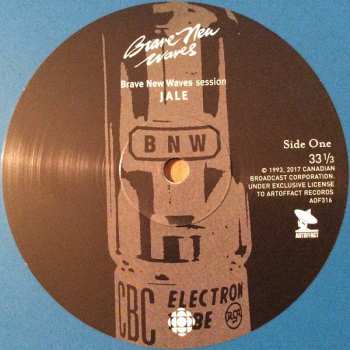 Brave New
Waves
Brave New Waves session
JALE
BNW
Side One
33 1/3
© 1993, 2017 CANADIAN
BROADCAST CORPORATION.
UNDER EXCLUSIVE LICENSE
TO ARTOFFACT RECORDS
AOF316
ARTOFFACT
CBC ELECTRON
BE